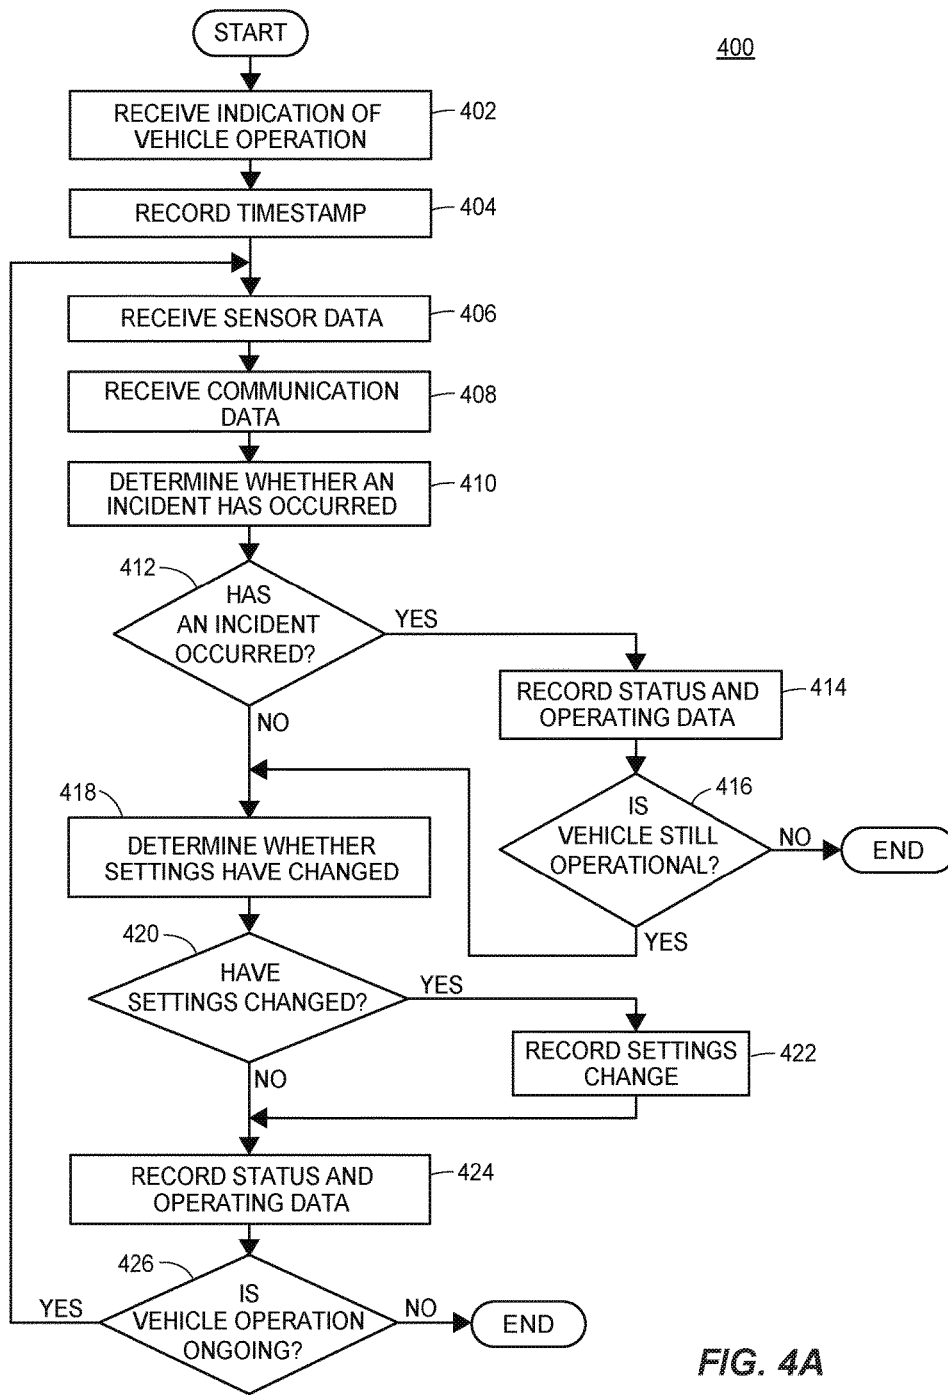 START
400
RECEIVE INDICATION OF
VEHICLE OPERATION
402
RECORD TIMESTAMP
404
RECEIVE SENSOR DATA
406
RECEIVE COMMUNICATION
DATA
408
DETERMINE WHETHER AN
INCIDENT HAS OCCURRED
410
412
HAS
AN INCIDENT
OCCURRED?
YES
NO
RECORD STATUS AND
OPERATING DATA
414
416
IS
VEHICLE STILL
OPERATIONAL?
NO
END
YES
418
DETERMINE WHETHER
SETTINGS HAVE CHANGED
420
HAVE
SETTINGS CHANGED?
YES
NO
RECORD SETTINGS
CHANGE
422
RECORD STATUS AND
OPERATING DATA
424
426
IS
VEHICLE OPERATION
ONGOING?
YES
NO
END
FIG. 4A